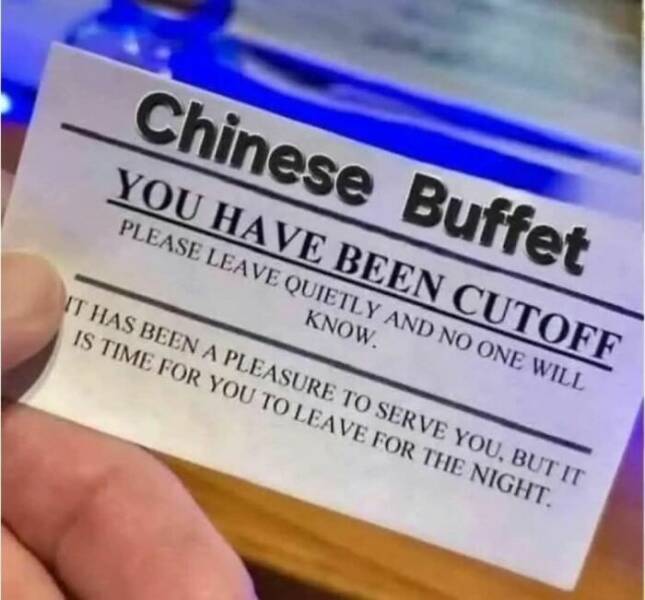 Chinese Buffet
YOU HAVE BEEN CUTOFF
PLEASE LEAVE QUIETLY AND NO ONE WILL
KNOW.
IT HAS BEEN A PLEASURE TO SERVE YOU, BUT IT
IS TIME FOR YOU TO LEAVE FOR THE NIGHT.